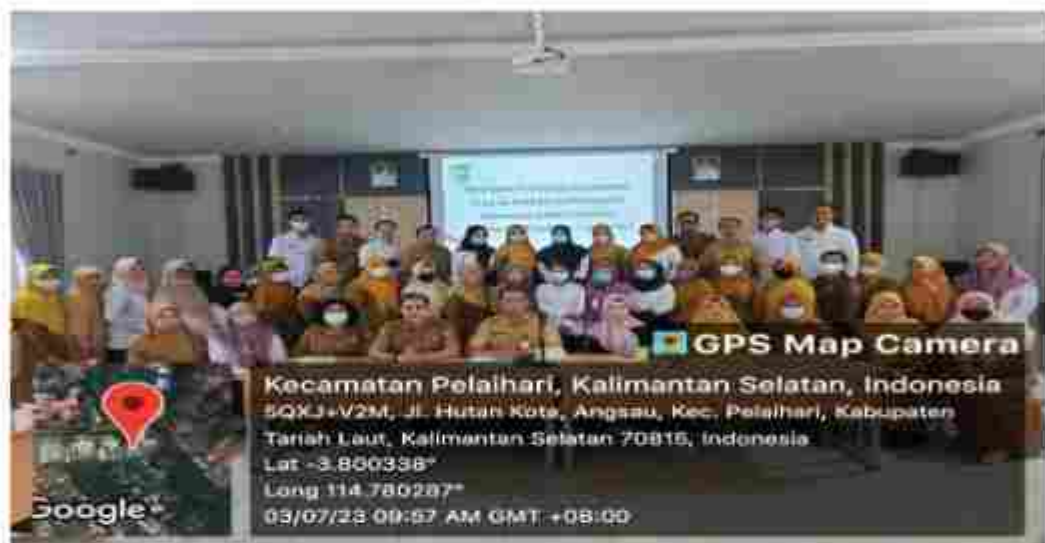 GPS Map Camera
Kecamatan Pelaihari, Kalimantan Selatan, Indonesia
5QXJ+V2M, Jl. Hutan Kota, Angsau, Kec. Pelaihari, Kabupaten
Tanah Laut, Kalimantan Selatan 70815, Indonesia
Lat -3.800338°
Long 114.780287°
03/07/23 09:57 AM GMT +08:00
Google